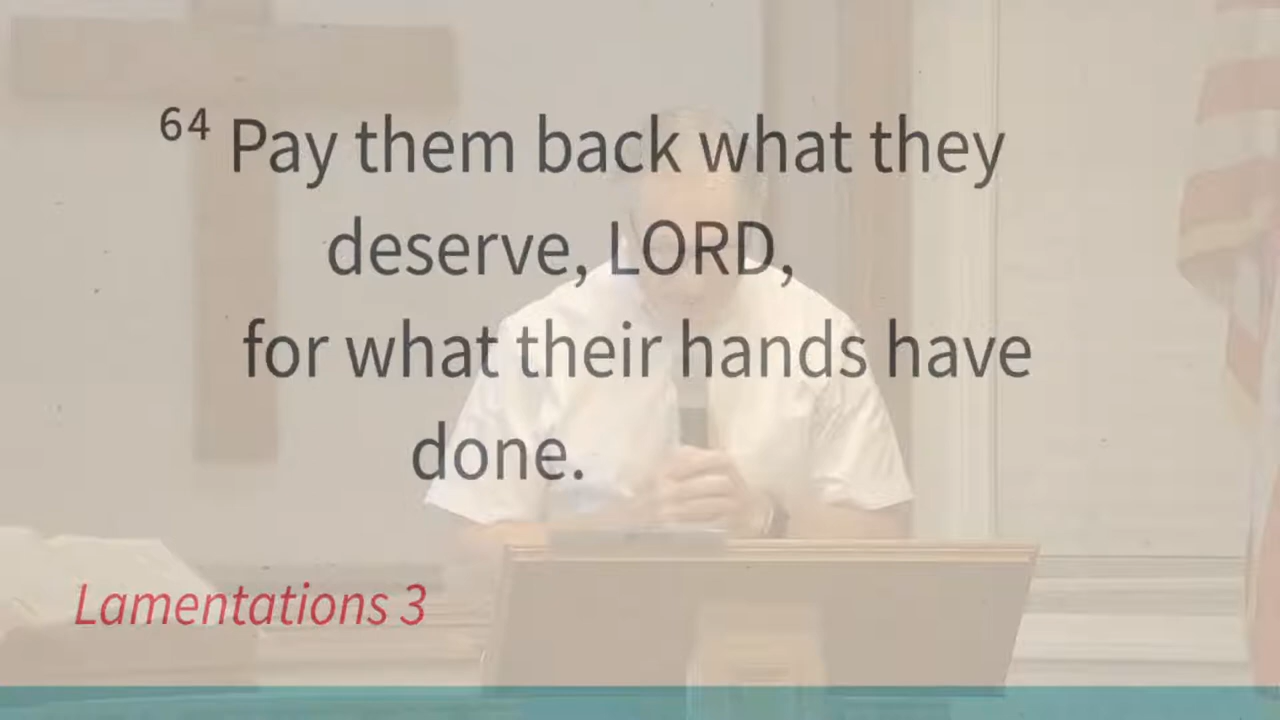 64 Pay them back what they
deserve, LORD,
for what their hands have
done.
Lamentations 3